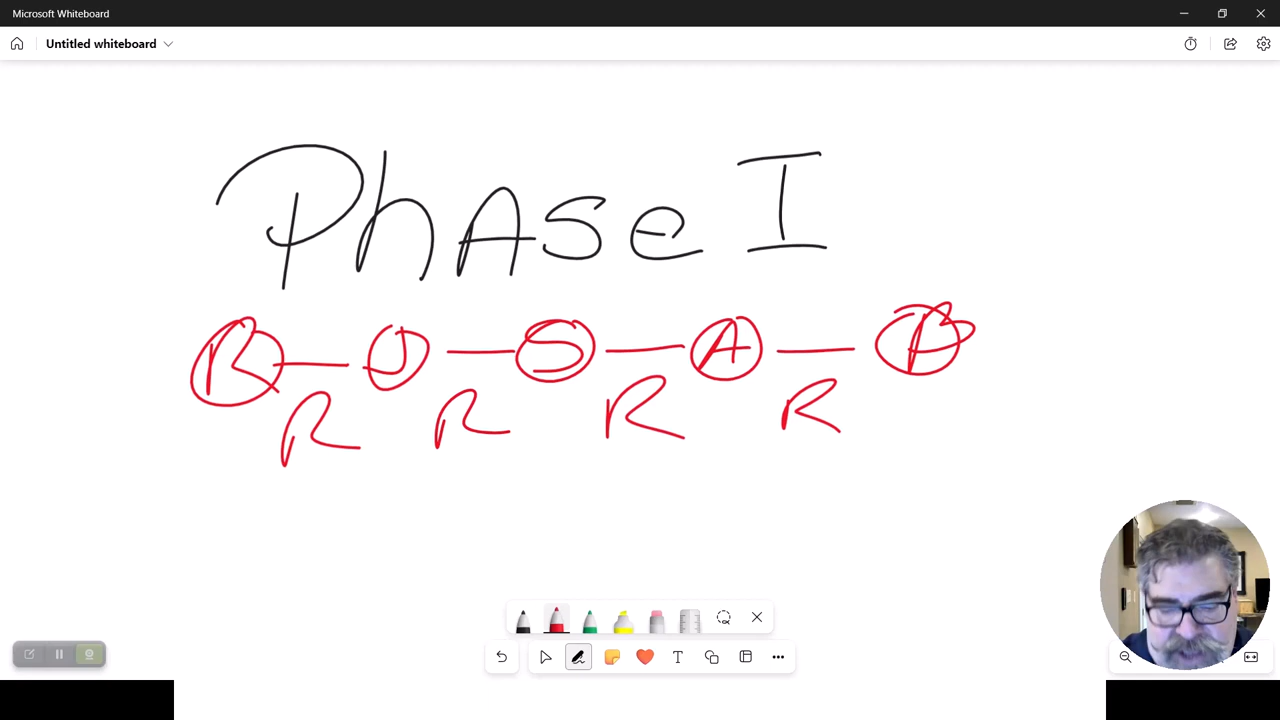 Microsoft Whiteboard
Untitled whiteboard
PhASe I
R — J — S — A — B
R R R R